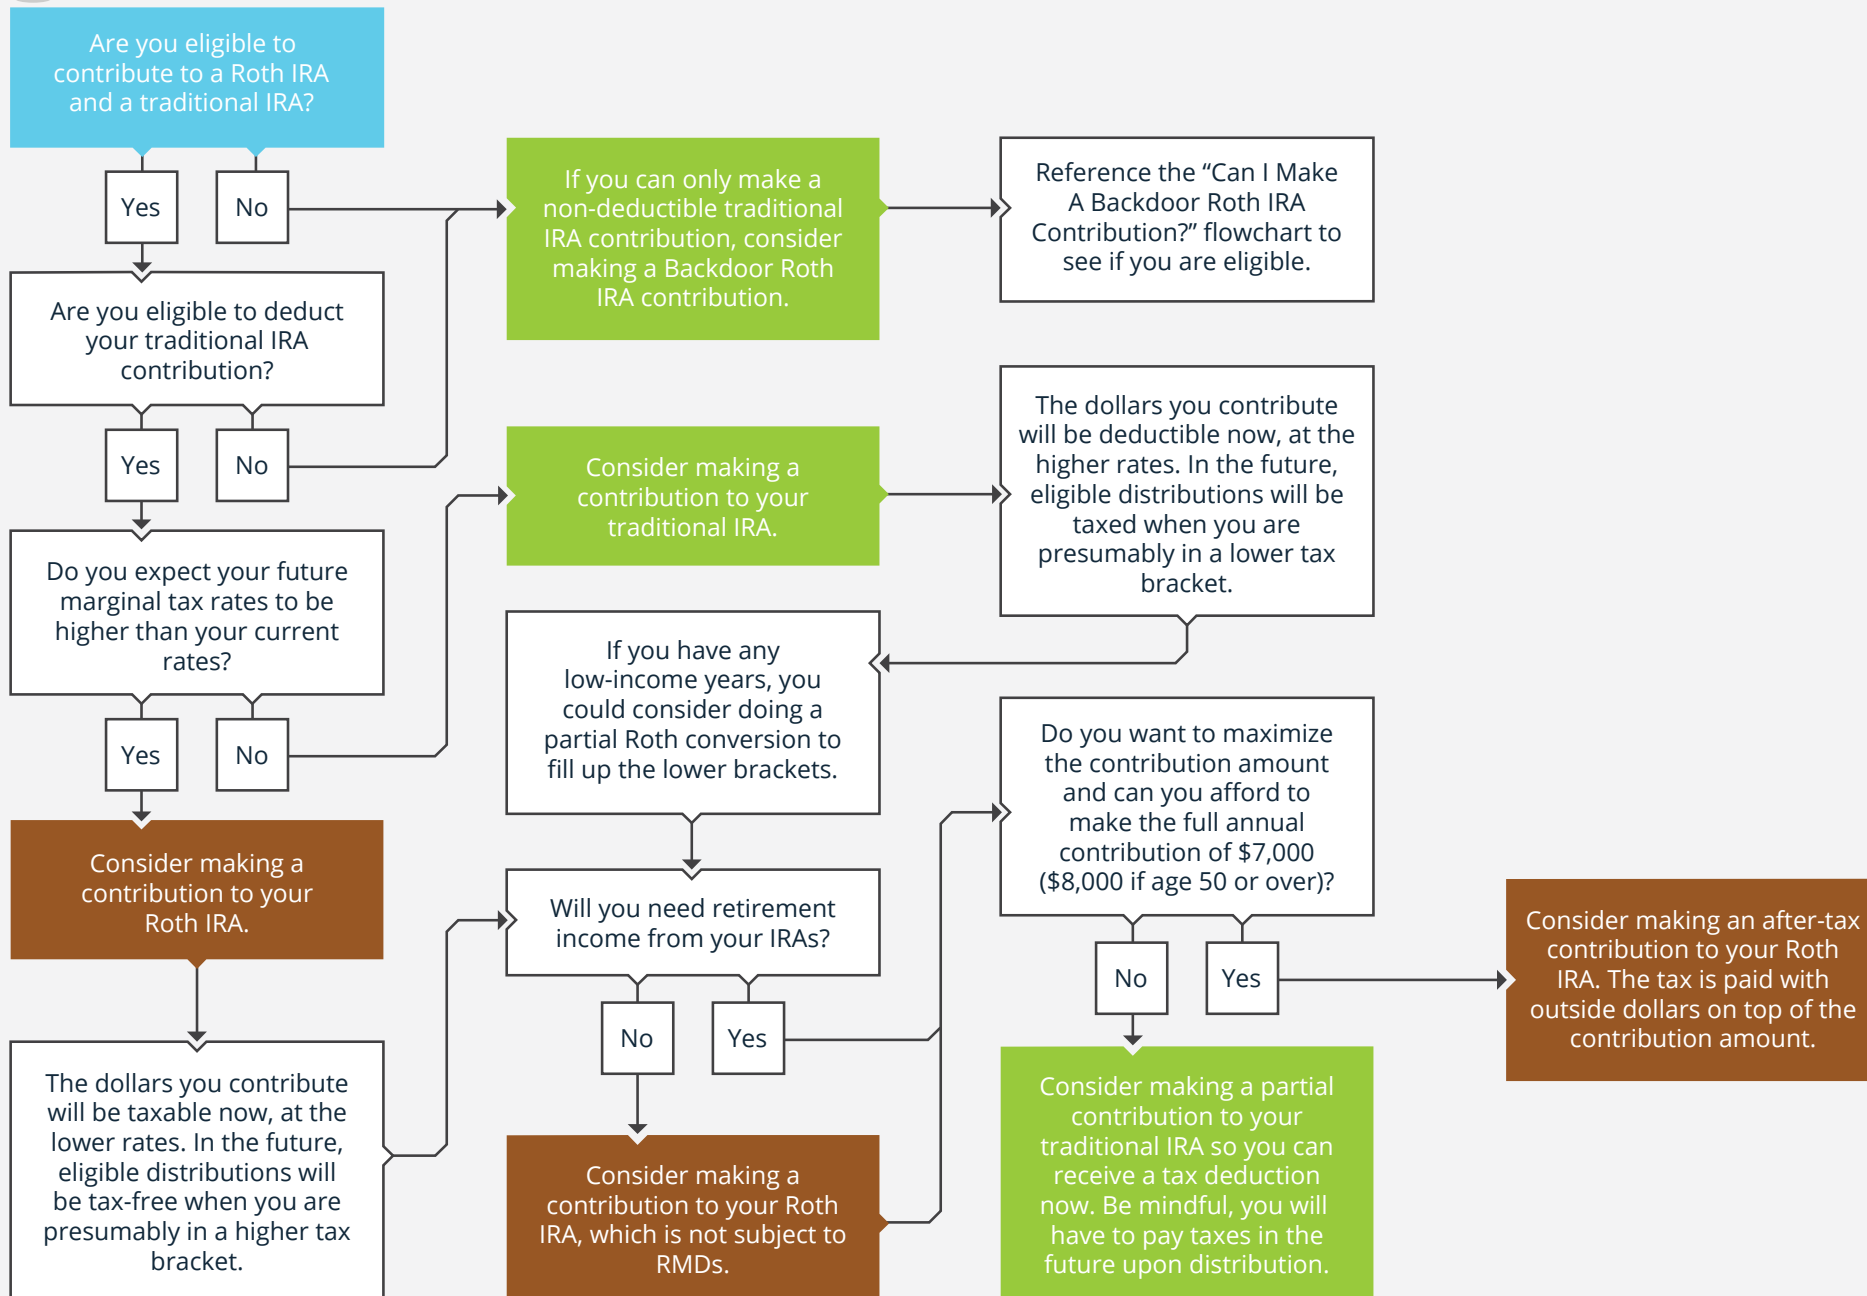 Are you eligible to
contribute to a Roth IRA
and a traditional IRA?
Yes
No
If you can only make a
non-deductible traditional
IRA contribution, consider
making a Backdoor Roth
IRA contribution.
Reference the “Can I Make
A Backdoor Roth IRA
Contribution?” flowchart to
see if you are eligible.
Are you eligible to deduct
your traditional IRA
contribution?
Yes
No
Do you expect your future
marginal tax rates to be
higher than your current
rates?
Yes
No
Consider making a
contribution to your
traditional IRA.
The dollars you contribute
will be deductible now, at the
higher rates. In the future,
eligible distributions will be
taxed when you are
presumably in a lower tax
bracket.
If you have any
low-income years, you
could consider doing a
partial Roth conversion to
fill up the lower brackets.
Consider making a
contribution to your
Roth IRA.
The dollars you contribute
will be taxable now, at the
lower rates. In the future,
eligible distributions will
be tax-free when you are
presumably in a higher tax
bracket.
Will you need retirement
income from your IRAs?
No
Yes
Consider making a
contribution to your Roth
IRA, which is not subject to
RMDs.
Do you want to maximize
the contribution amount
and can you afford to
make the full annual
contribution of $7,000
($8,000 if age 50 or over)?
No
Yes
Consider making a partial
contribution to your
traditional IRA so you can
receive a tax deduction
now. Be mindful, you will
have to pay taxes in the
future upon distribution.
Consider making an after-tax
contribution to your Roth
IRA. The tax is paid with
outside dollars on top of the
contribution amount.